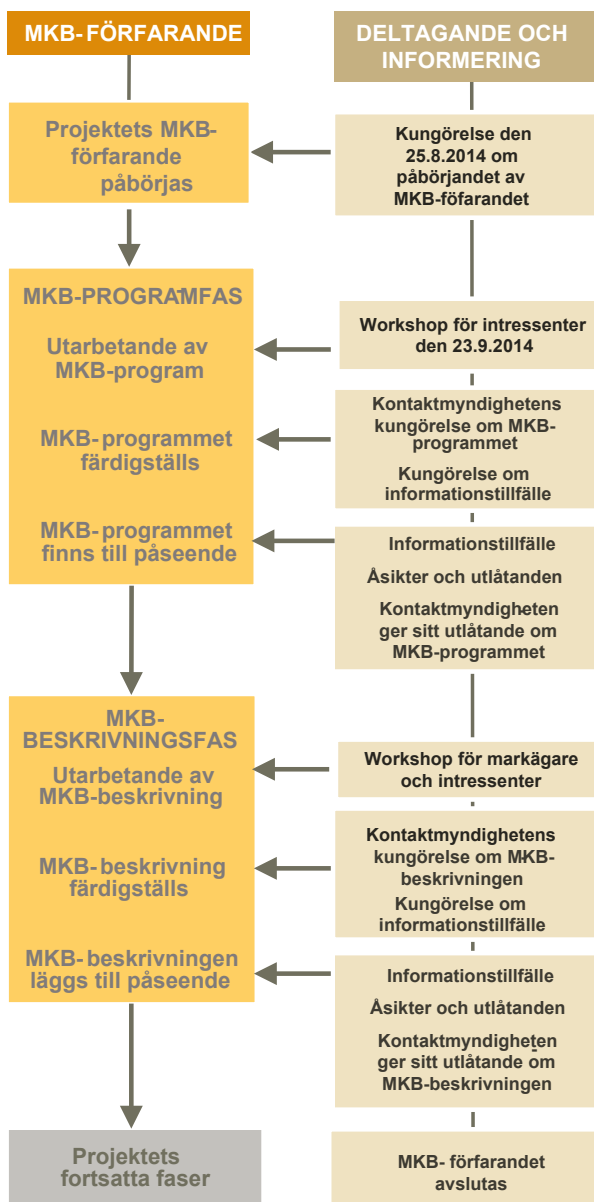 MKB-FÖRFARANDE
Projektets MKB-
förfarande
påbörjas
MKB-PROGRAMFAS
Utarbetande av
MKB-program
MKB-programmet
färdigställs
MKB-programmet
finns till påseende
MKB-
BESKRIVNINGSFAS
Utarbetande av
MKB-beskrivning
MKB-beskrivning
färdigställs
MKB-beskrivningen
läggs till påseende
Projektets
fortsatta faser
DELTAGANDE OCH
INFORMERING
Kungörelse den
25.8.2014 om
påbörjandet av
MKB-föfarandet
Workshop för intressenter
den 23.9.2014
Kontaktmyndighetens
kungörelse om MKB-
programmet
Kungörelse om
informationstillfälle
Informationstillfälle
Åsikter och utlåtanden
Kontaktmyndigheten
ger sitt utlåtande om
MKB-programmet
Workshop för markägare
och intressenter
Kontaktmyndighetens
kungörelse om MKB-
beskrivningen
Kungörelse om
informationstillfälle
Informationstillfälle
Åsikter och utlåtanden
Kontaktmyndigheten
ger sitt utlåtande om
MKB-beskrivningen
MKB- förfarandet
avslutas